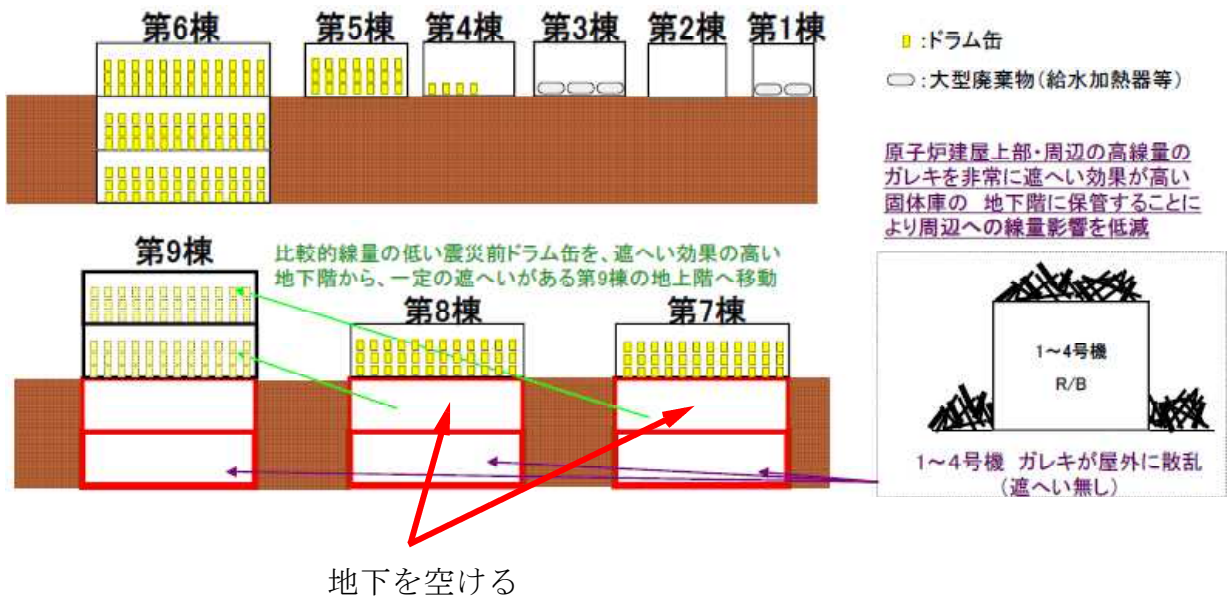 第6棟
第5棟
第4棟
第3棟
第2棟
第1棟
:ドラム缶
:大型廃棄物(給水加熱器等)
原子炉建屋上部・周辺の高線量の
ガレキを非常に遮へい効果が高い
固体庫の 地下階に保管することに
より周辺への線量影響を低減
第9棟
比較的線量の低い震災前ドラム缶を、遮へい効果の高い
地下階から、一定の遮へいがある第9棟の地上階へ移動
第8棟
第7棟
1～4号機
R/B
1～4号機 ガレキが屋外に散乱
(遮へい無し)
地下を空ける